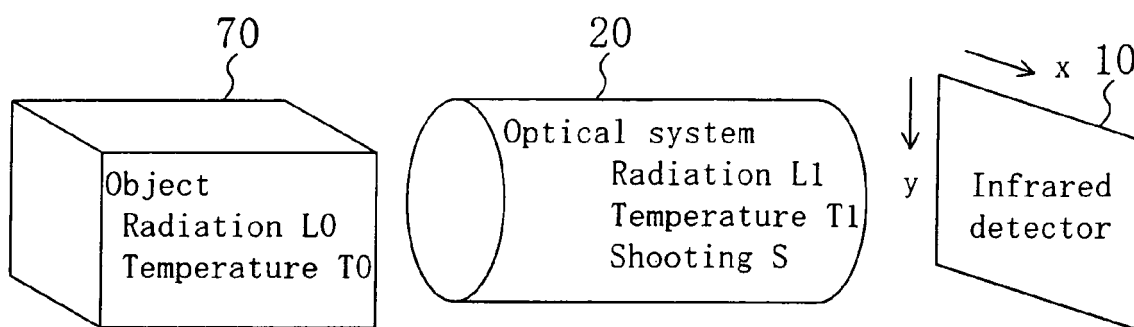 70
Object
Radiation L0
Temperature T0
20
Optical system
Radiation L1
Temperature T1
Shooting S
x
10
y
Infrared
detector